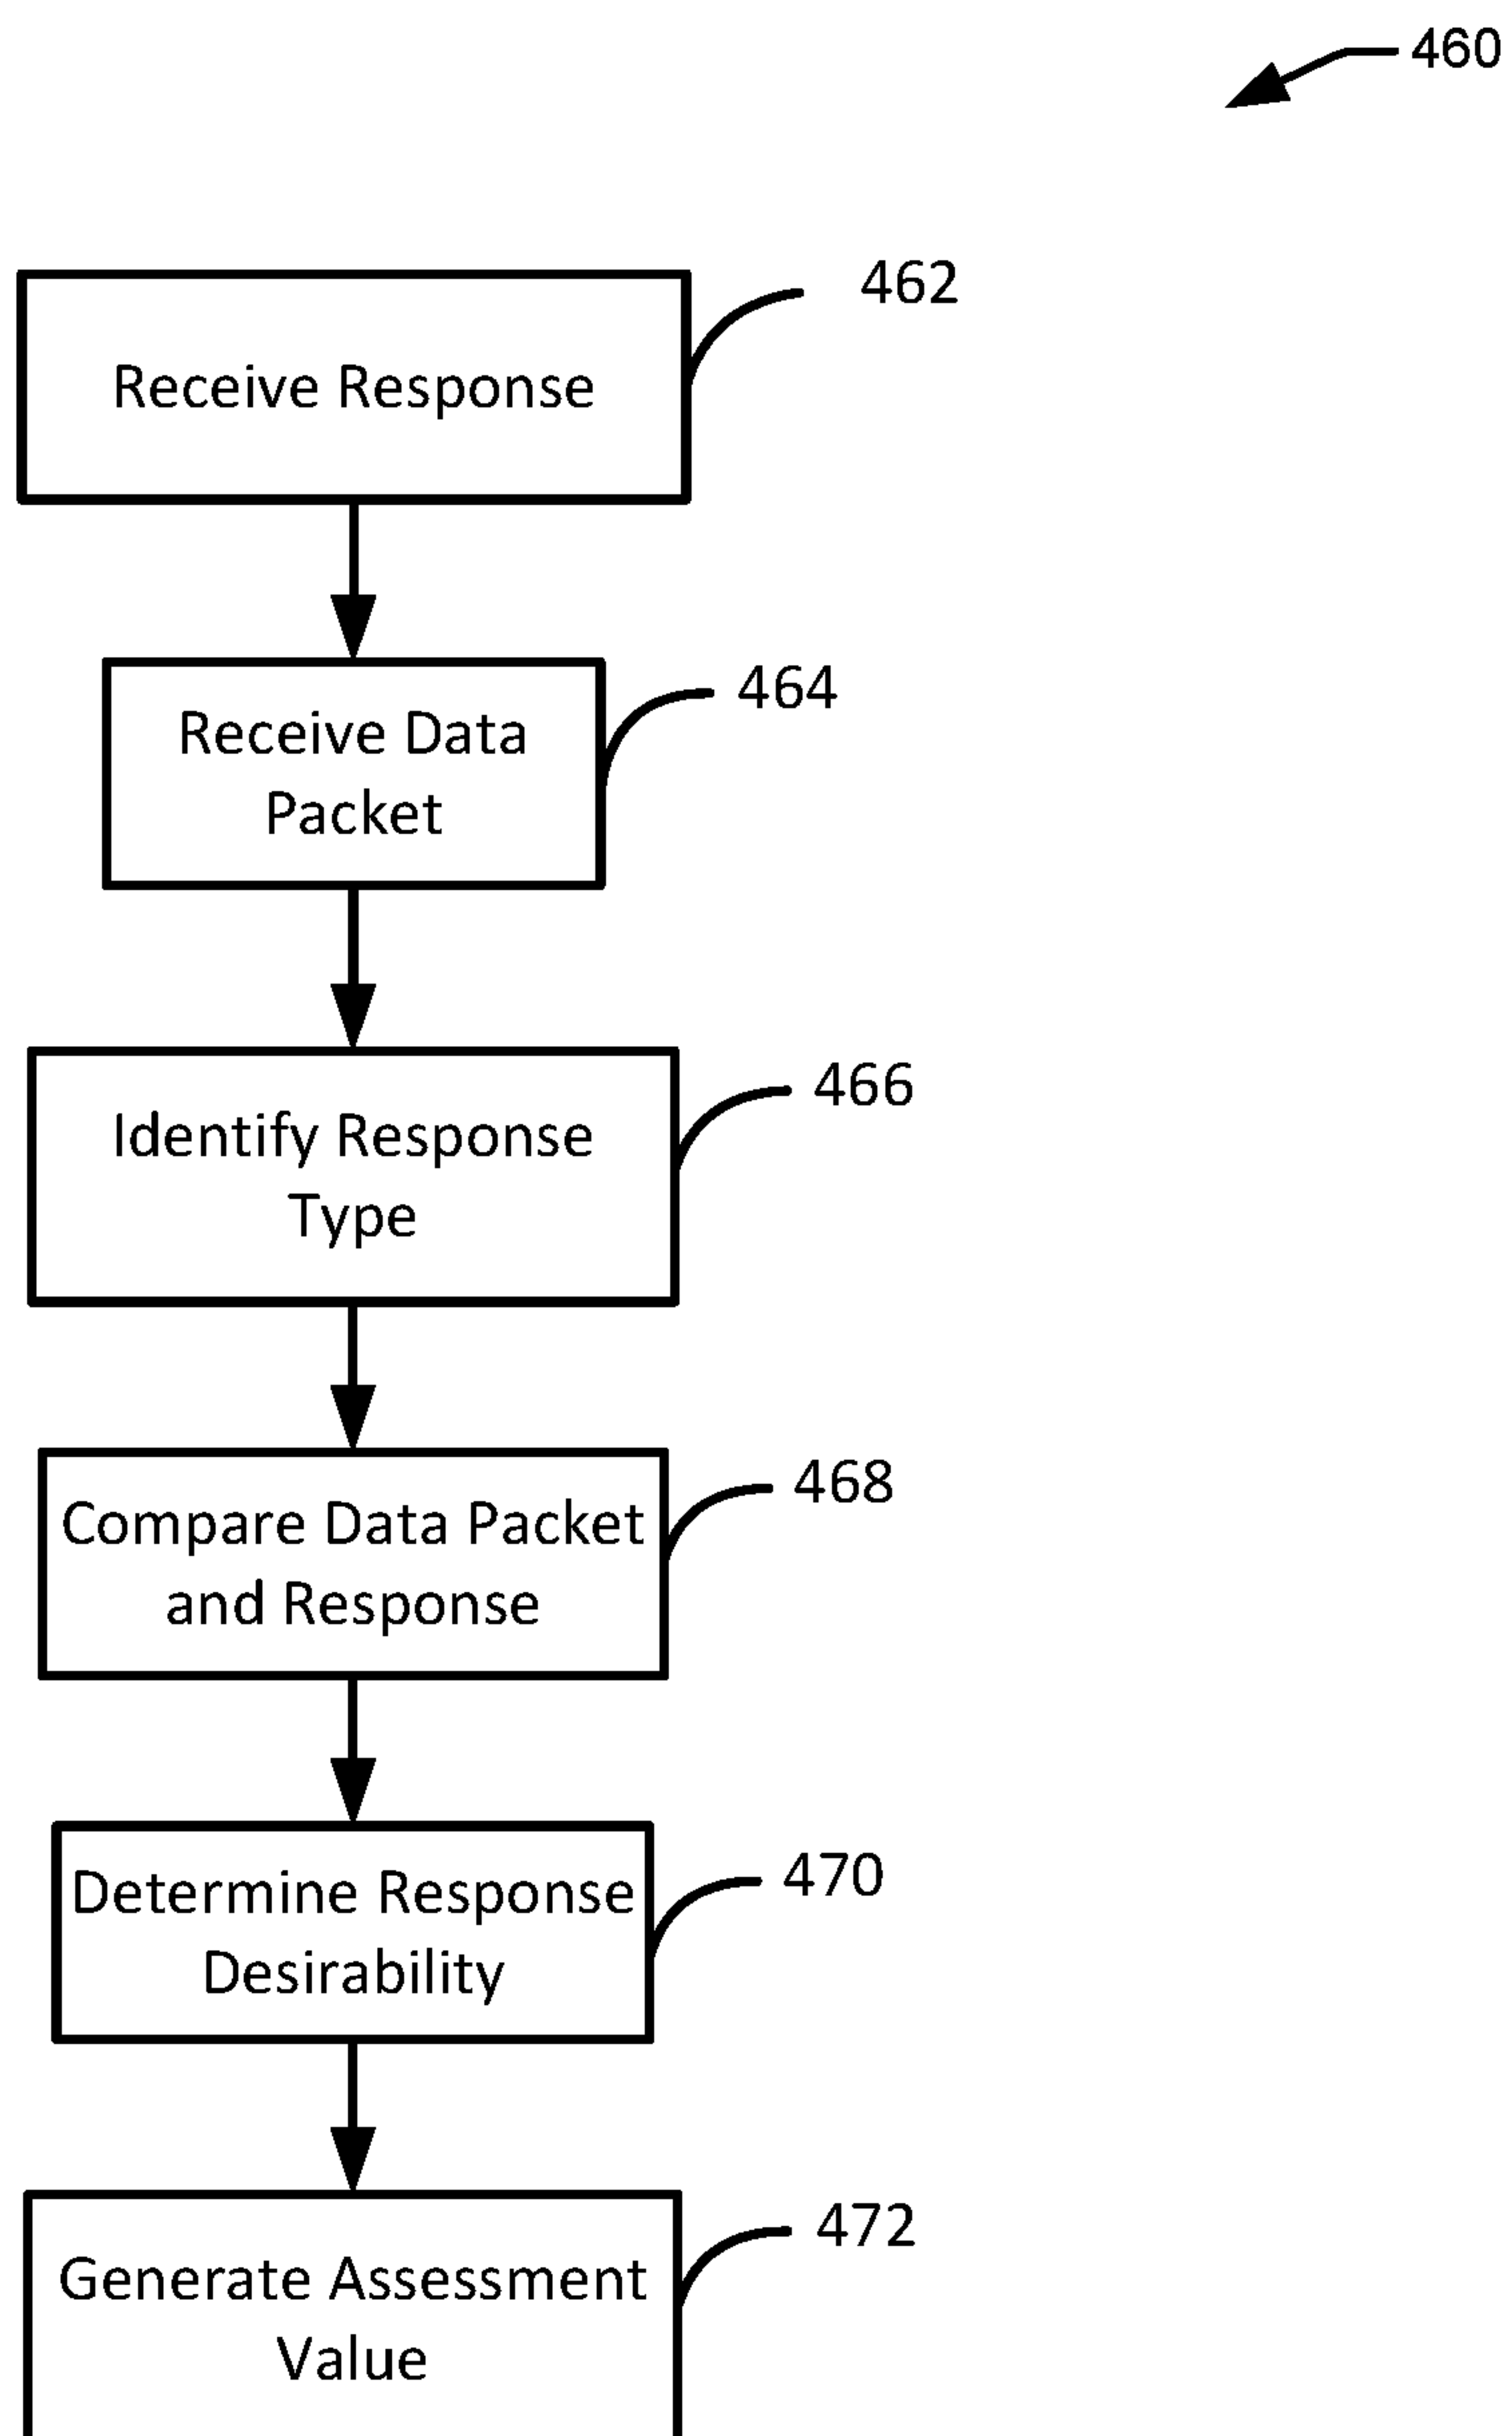 460
462
Receive Response
464
Receive Data
Packet
466
Identify Response
Type
468
Compare Data Packet
and Response
470
Determine Response
Desirability
472
Generate Assessment
Value